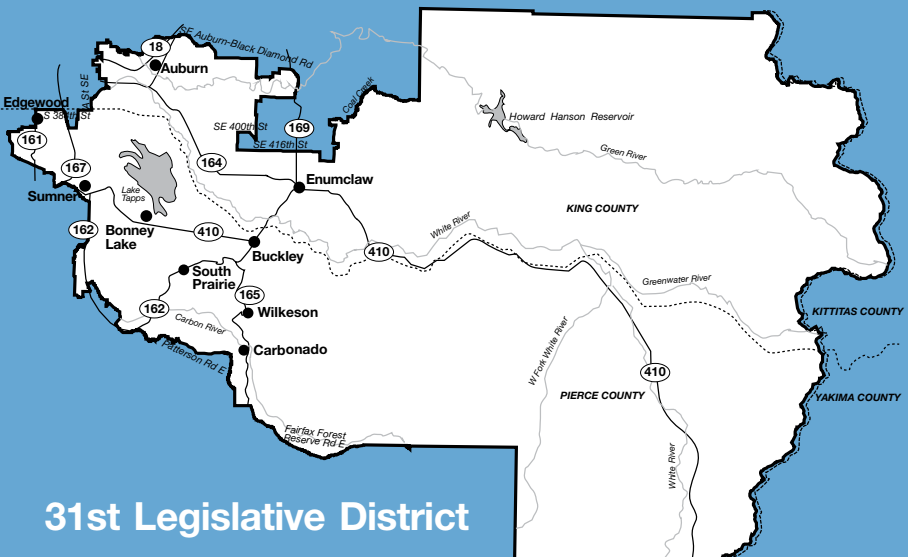 SE Auburn-Black Diamond Rd
18
Auburn
A St SE
Edgewood
S 384th St
Coal Creek
Howard Hanson Reservoir
SE 400th St
169
161
SE 416th St
Green River
164
167
Enumclaw
Sumner
Lake
Tapps
KING COUNTY
162
Bonney
Lake
410
White River
Buckley
410
South
Prairie
Greenwater River
165
162
Wilkeson
KITTITAS COUNTY
Carbon River
Carbonado
Patterson Rd E
W Fork White River
410
PIERCE COUNTY
YAKIMA COUNTY
Fairfax Forest
Reserve Rd E
White River
31st Legislative District